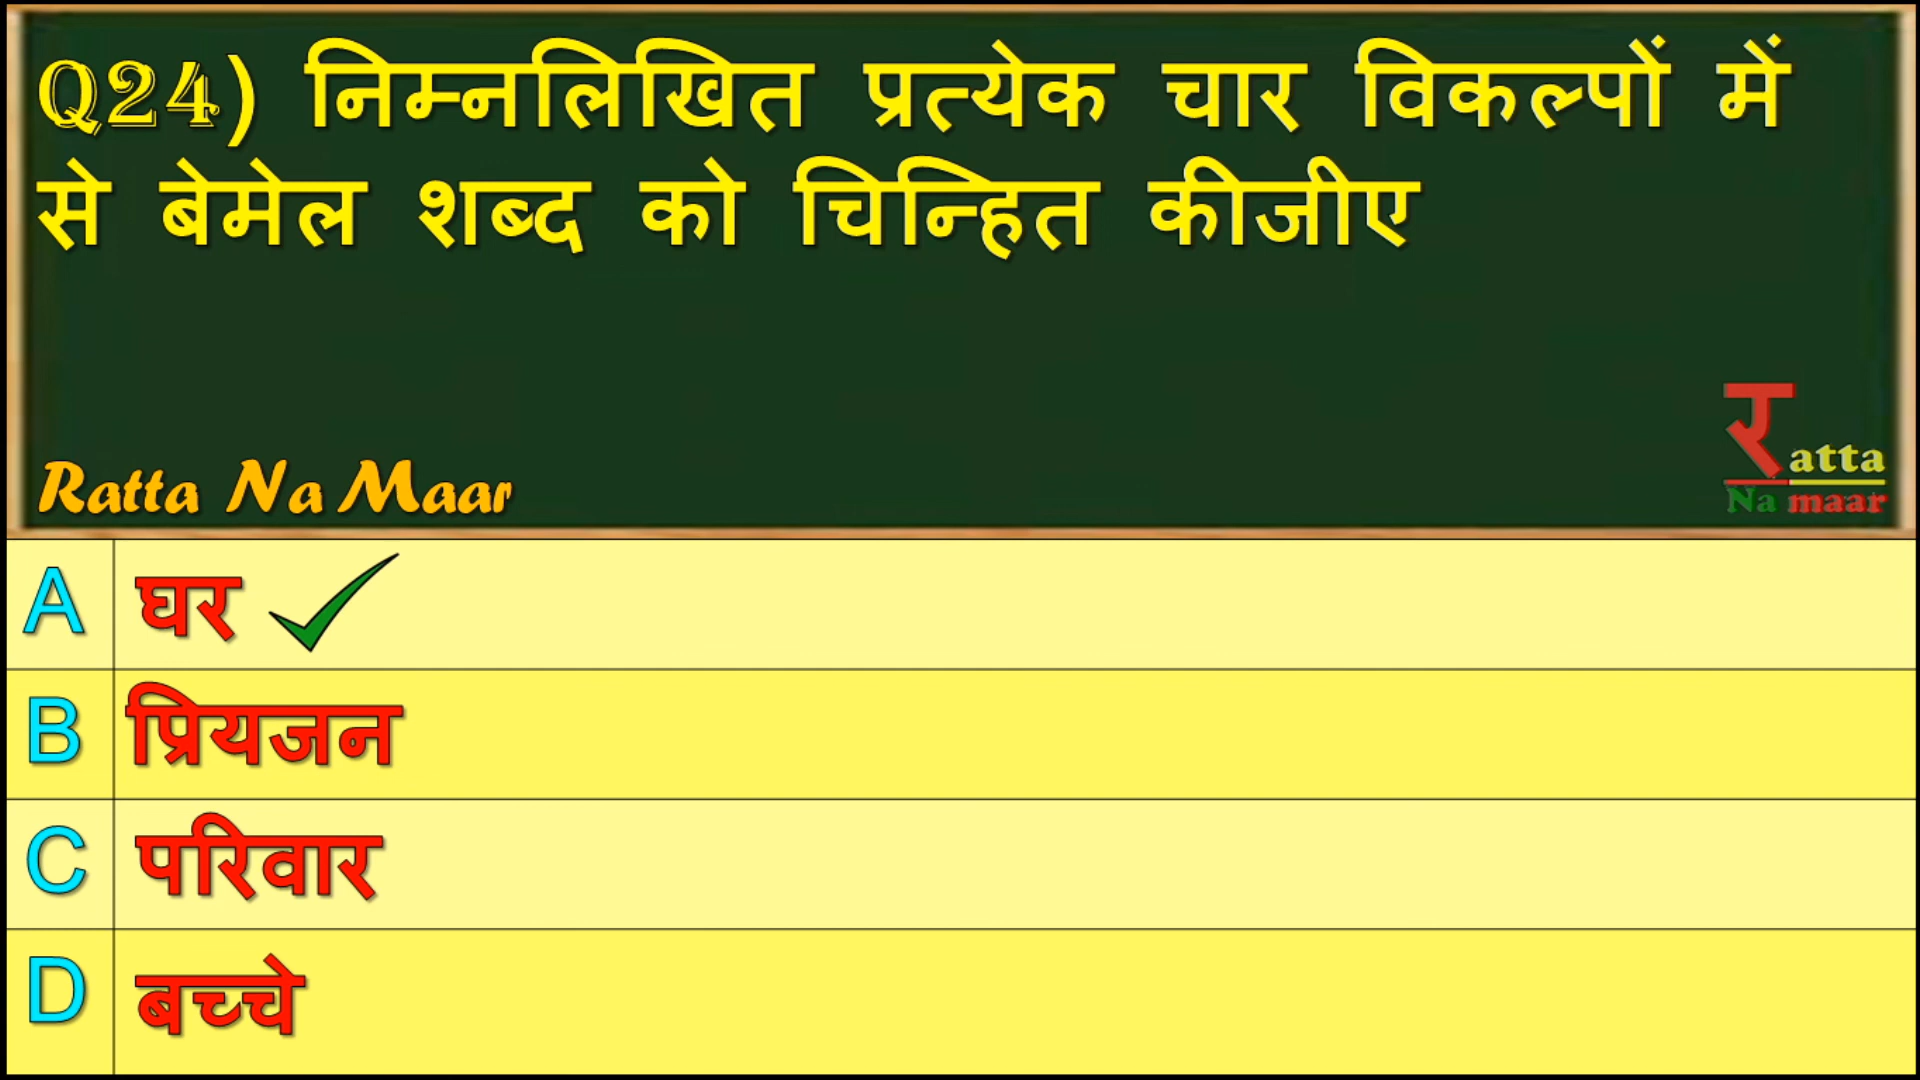 Q24) निम्नलिखित प्रत्येक चार विकल्पों में
से बेमेल शब्द को चिन्हित कीजीए
Ratta Na Maar
र atta
Na maar
A घर
B प्रियजन
C परिवार
D बच्चे